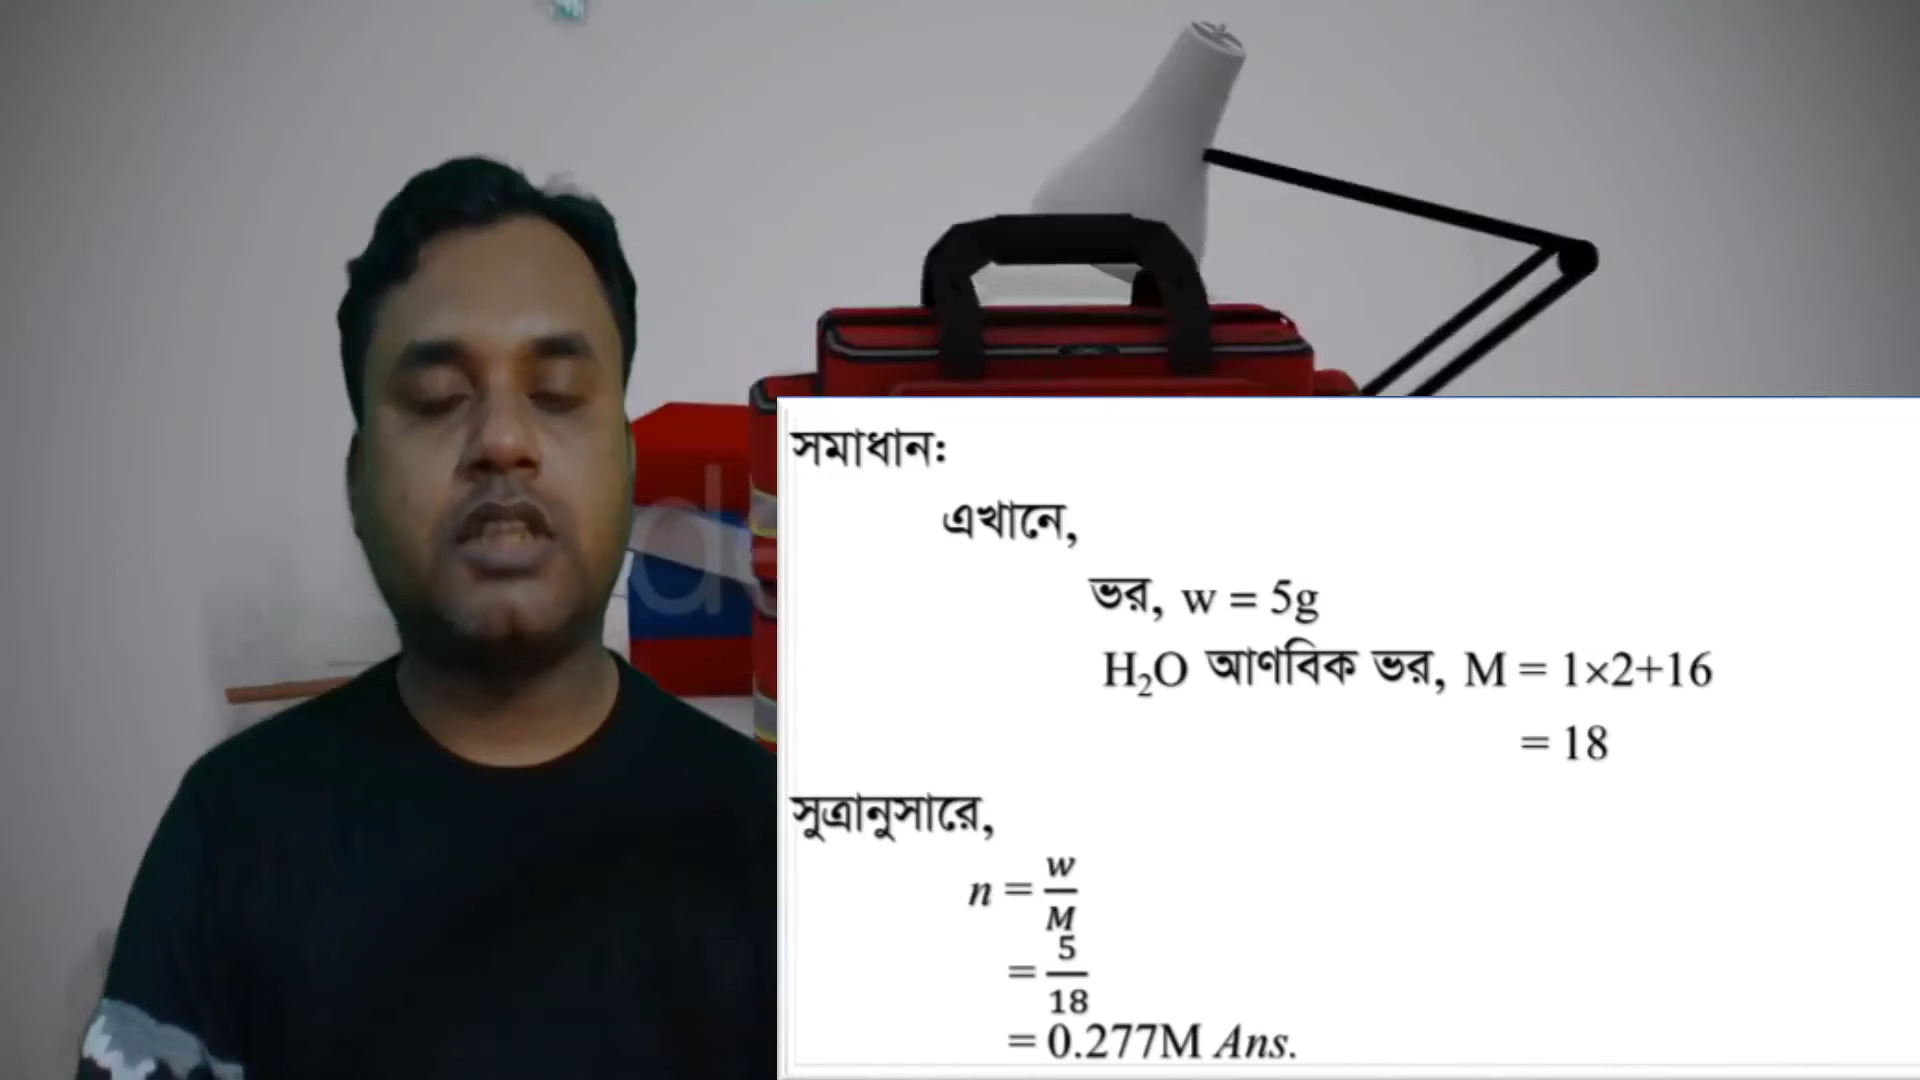 সমাধানঃ
এখানে,
ভর, w = 5g
H₂O আণবিক ভর, M = 1×2+16
= 18
সুত্রানুসারে,
n = w/M
= 5/18
= 0.277M Ans.